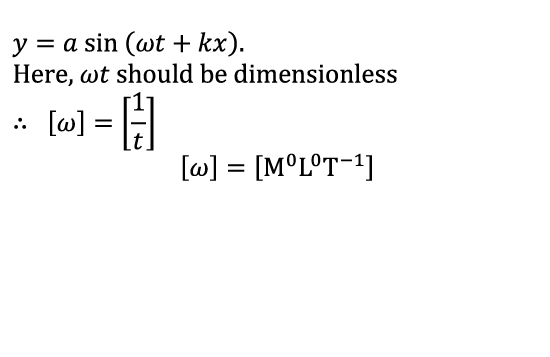 y = a sin (ωt + kx).
Here, ωt should be dimensionless
∴ [ω] = [1/t]
[ω] = [M⁰L⁰T⁻¹]